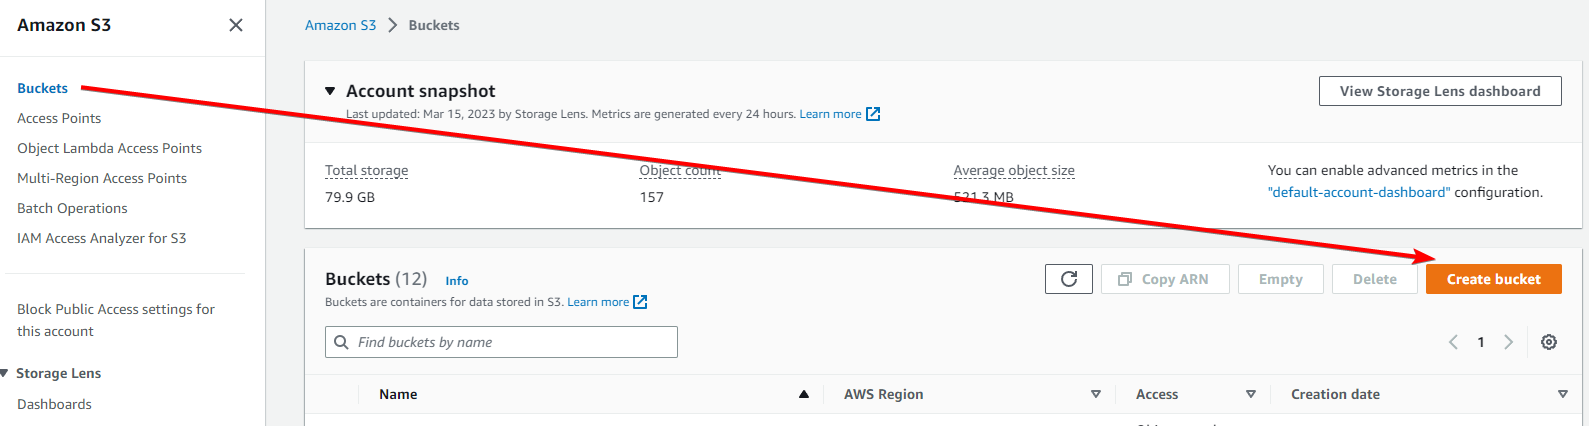 Amazon S3
Buckets
Access Points
Object Lambda Access Points
Multi-Region Access Points
Batch Operations
IAM Access Analyzer for S3
Block Public Access settings for
this account
Storage Lens
Dashboards
Amazon S3 > Buckets
Account snapshot
Last updated: Mar 15, 2023 by Storage Lens. Metrics are generated every 24 hours. Learn more
View Storage Lens dashboard
Total storage
79.9 GB
Object count
157
Average object size
521.3 MB
You can enable advanced metrics in the
"default-account-dashboard" configuration.
Buckets (12) Info
Buckets are containers for data stored in S3. Learn more
Copy ARN
Empty
Delete
Create bucket
Find buckets by name
1
Name AWS Region Access Creation date